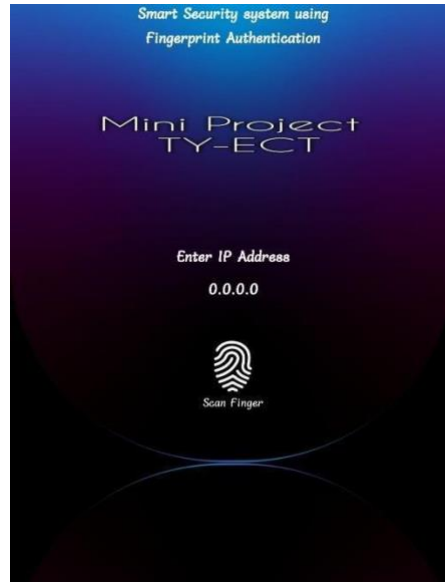 Smart Security system using
Fingerprint Authentication
Mini Project
TY-ECT
Enter IP Address
0.0.0.0
Scan Finger